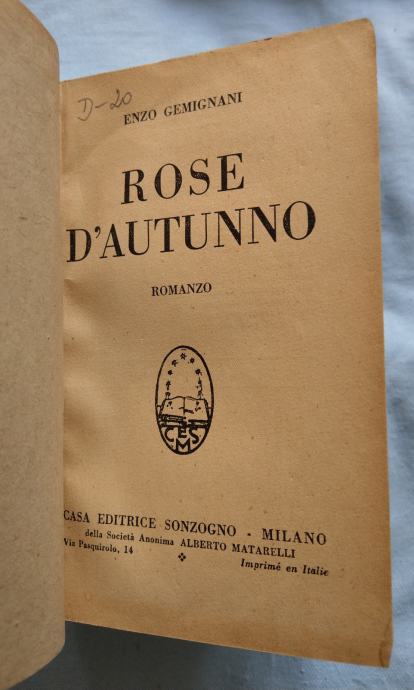 D-20
ENZO GEMIGNANI
ROSE
D'AUTUNNO
ROMANZO
CESM
CASA EDITRICE SONZOGNO - MILANO
della Società Anonima ALBERTO MATARELLI
Via Pasquirolo, 14
Imprimé en Italie